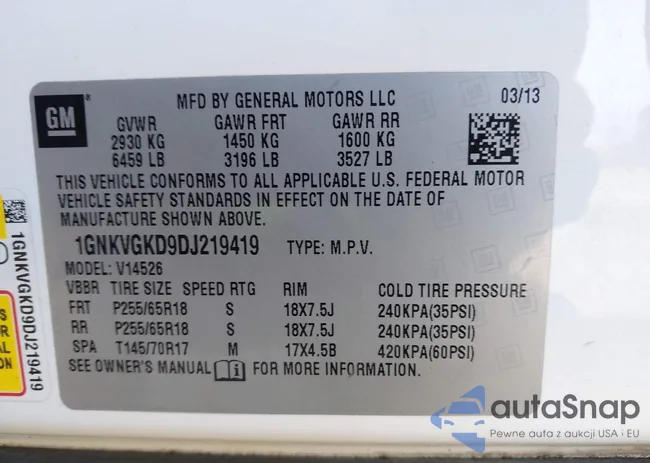 GM
®
MFD BY GENERAL MOTORS LLC 03/13
GVWR GAWR FRT GAWR RR
2930 KG 1450 KG 1600 KG
6459 LB 3196 LB 3527 LB
THIS VEHICLE CONFORMS TO ALL APPLICABLE U.S. FEDERAL MOTOR
VEHICLE SAFETY STANDARDS IN EFFECT ON THE DATE OF
MANUFACTURE SHOWN ABOVE.
1GNKVGKD9DJ219419 TYPE: M.P.V.
MODEL: V14526
VBBR TIRE SIZE SPEED RTG RIM COLD TIRE PRESSURE
FRT P255/65R18 S 18X7.5J 240KPA(35PSI)
RR P255/65R18 S 18X7.5J 240KPA(35PSI)
SPA T145/70R17 M 17X4.5B 420KPA(60PSI)
SEE OWNER'S MANUAL i FOR MORE INFORMATION.
1GNKVGKD9DJ219419
autaSnap
Pewne auta z aukcji USA i EU